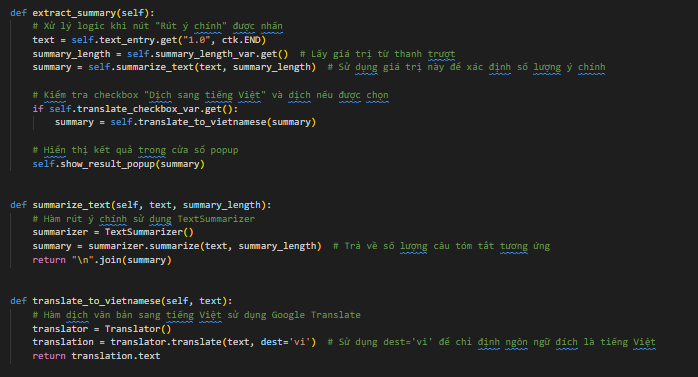 def extract_summary(self):
    # Xử lý logic khi nút "Rút ý chính" được nhấn
    text = self.text_entry.get("1.0", ctk.END)
    summary_length = self.summary_length_var.get()  # Lấy giá trị từ thanh trượt
    summary = self.summarize_text(text, summary_length)  # Sử dụng giá trị này để xác định số lượng ý chính
    # Kiểm tra checkbox "Dịch sang tiếng Việt" và dịch nếu được chọn
    if self.translate_checkbox_var.get():
        summary = self.translate_to_vietnamese(summary)
    # Hiển thị kết quả trong cửa sổ popup
    self.show_result_popup(summary)
def summarize_text(self, text, summary_length):
    # Hàm rút ý chính sử dụng TextSummarizer
    summarizer = TextSummarizer()
    summary = summarizer.summarize(text, summary_length)  # Trả về số lượng câu tóm tắt tương ứng
    return "\n".join(summary)
def translate_to_vietnamese(self, text):
    # Hàm dịch văn bản sang tiếng Việt sử dụng Google Translate
    translator = Translator()
    translation = translator.translate(text, dest='vi')  # Sử dụng dest='vi' để chỉ định ngôn ngữ đích là tiếng Việt
    return translation.text